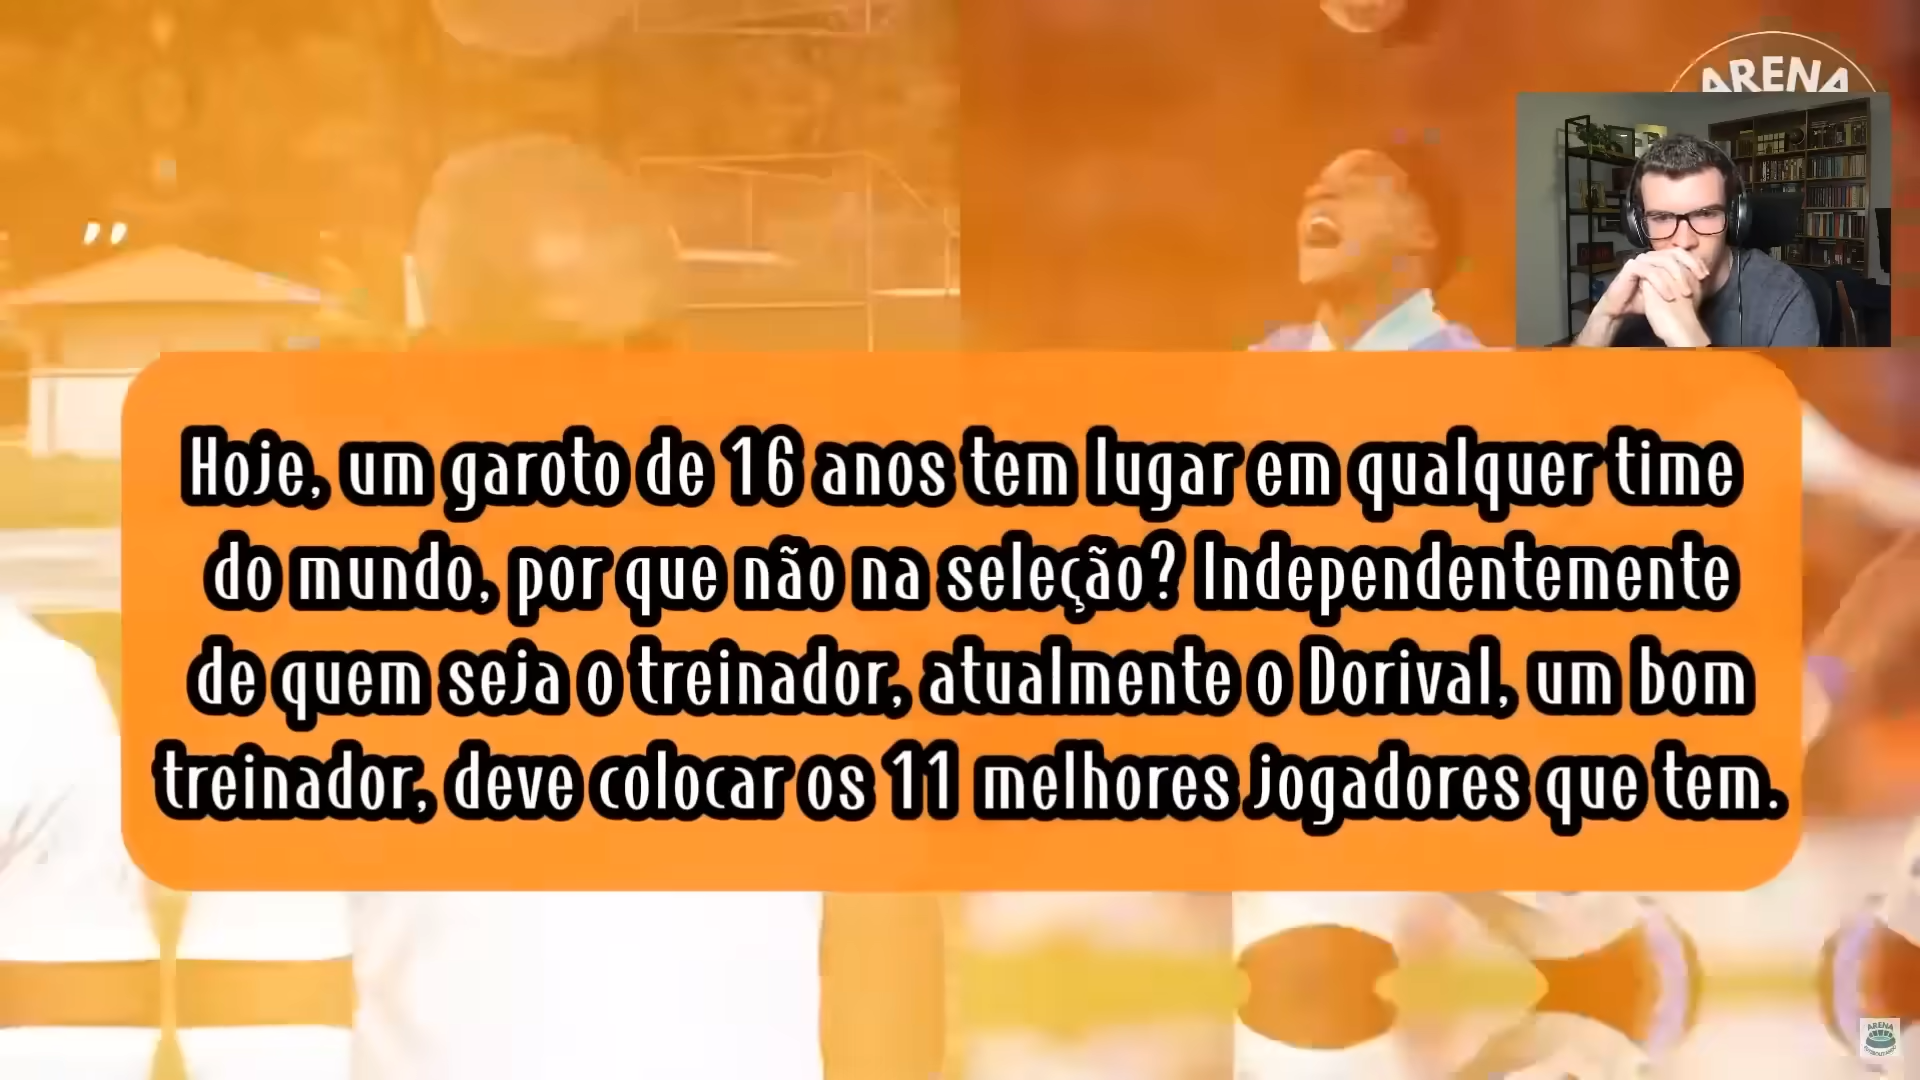 ARENA
Hoje, um garoto de 16 anos tem lugar em qualquer time
do mundo, por que não na seleção? Independentemente
de quem seja o treinador, atualmente o Dorival, um bom
treinador, deve colocar os 11 melhores jogadores que tem.
ARENA